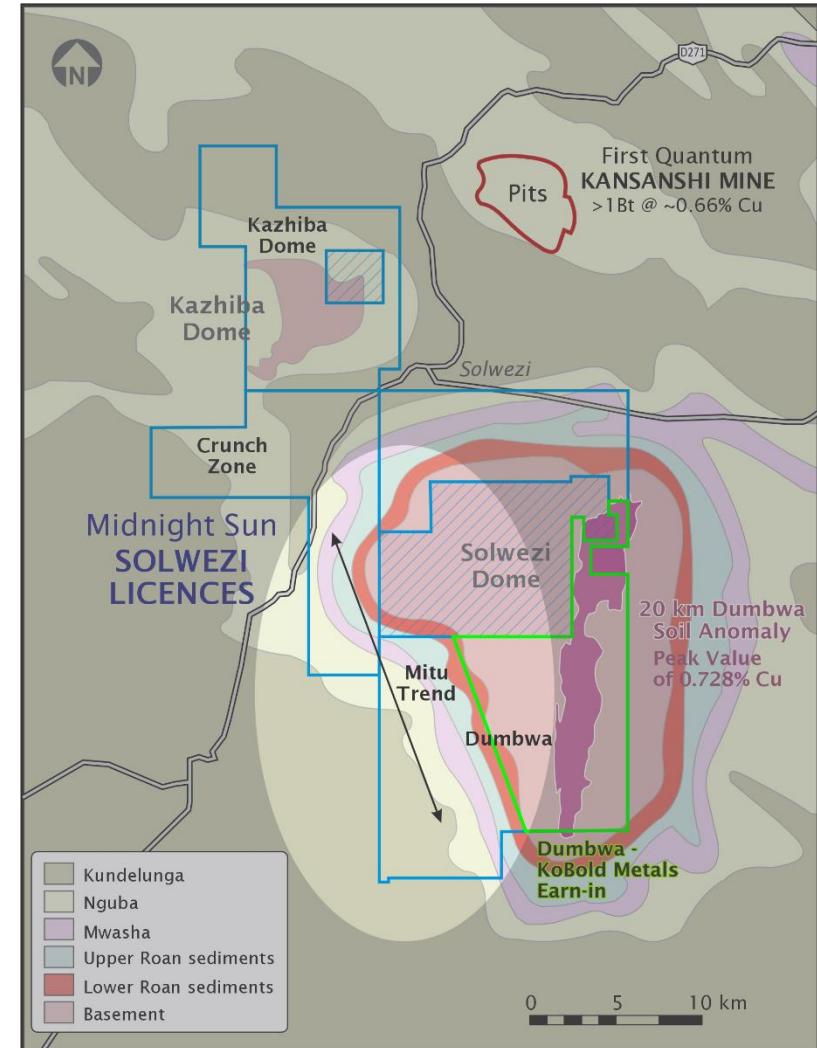 N
D271
First Quantum
KANSANSHI MINE
>1Bt @ ~0.66% Cu
Pits
Kazhiba
Dome
Kazhiba
Dome
Solwezi
Crunch
Zone
Midnight Sun
SOLWEZI
LICENCES
Solwezi
Dome
20 km Dumbwa
Soil Anomaly
Peak Value
of 0.728% Cu
Mitu
Trend
Dumbwa
Dumbwa -
KoBold Metals
Earn-in
Kundelunga
Nguba
Mwasha
Upper Roan sediments
Lower Roan sediments
Basement
0 5 10 km